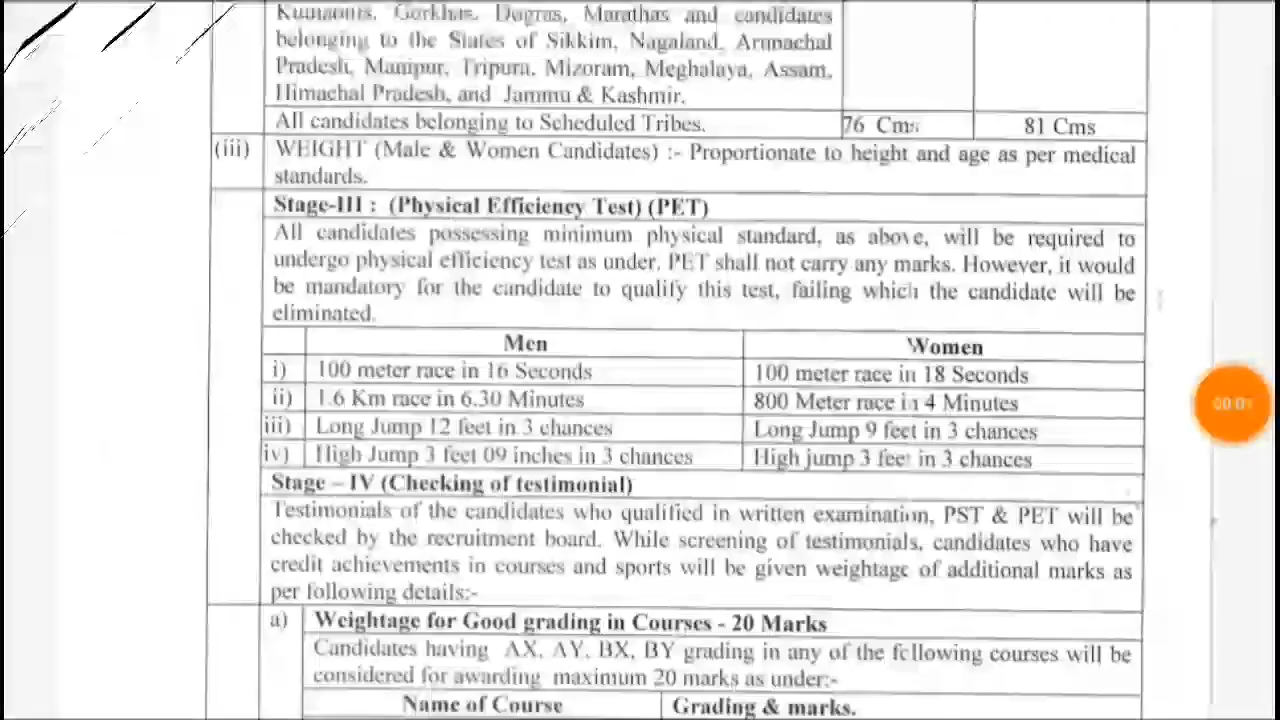 Kumaonis, Gorkhas, Dogras, Marathas and candidates
belonging to the States of Sikkim, Nagaland, Arunachal
Pradesh, Manipur, Tripura, Mizoram, Meghalaya, Assam,
Himachal Pradesh, and Jammu & Kashmir.
All candidates belonging to Scheduled Tribes. 76 Cms 81 Cms
(iii) WEIGHT (Male & Women Candidates) :- Proportionate to height and age as per medical
standards.
Stage-III : (Physical Efficiency Test) (PET)
All candidates possessing minimum physical standard, as above, will be required to
undergo physical efficiency test as under. PET shall not carry any marks. However, it would
be mandatory for the candidate to qualify this test, failing which the candidate will be
eliminated.
Men Women
i) 100 meter race in 16 Seconds 100 meter race in 18 Seconds
ii) 1.6 Km race in 6.30 Minutes 800 Meter race in 4 Minutes
iii) Long Jump 12 feet in 3 chances Long Jump 9 feet in 3 chances
iv) High Jump 3 feet 09 inches in 3 chances High jump 3 feet in 3 chances
Stage – IV (Checking of testimonial)
Testimonials of the candidates who qualified in written examination, PST & PET will be
checked by the recruitment board. While screening of testimonials, candidates who have
credit achievements in courses and sports will be given weightage of additional marks as
per following details:-
a) Weightage for Good grading in Courses - 20 Marks
Candidates having AX, AY, BX, BY grading in any of the following courses will be
considered for awarding maximum 20 marks as under:-
Name of Course Grading & marks.